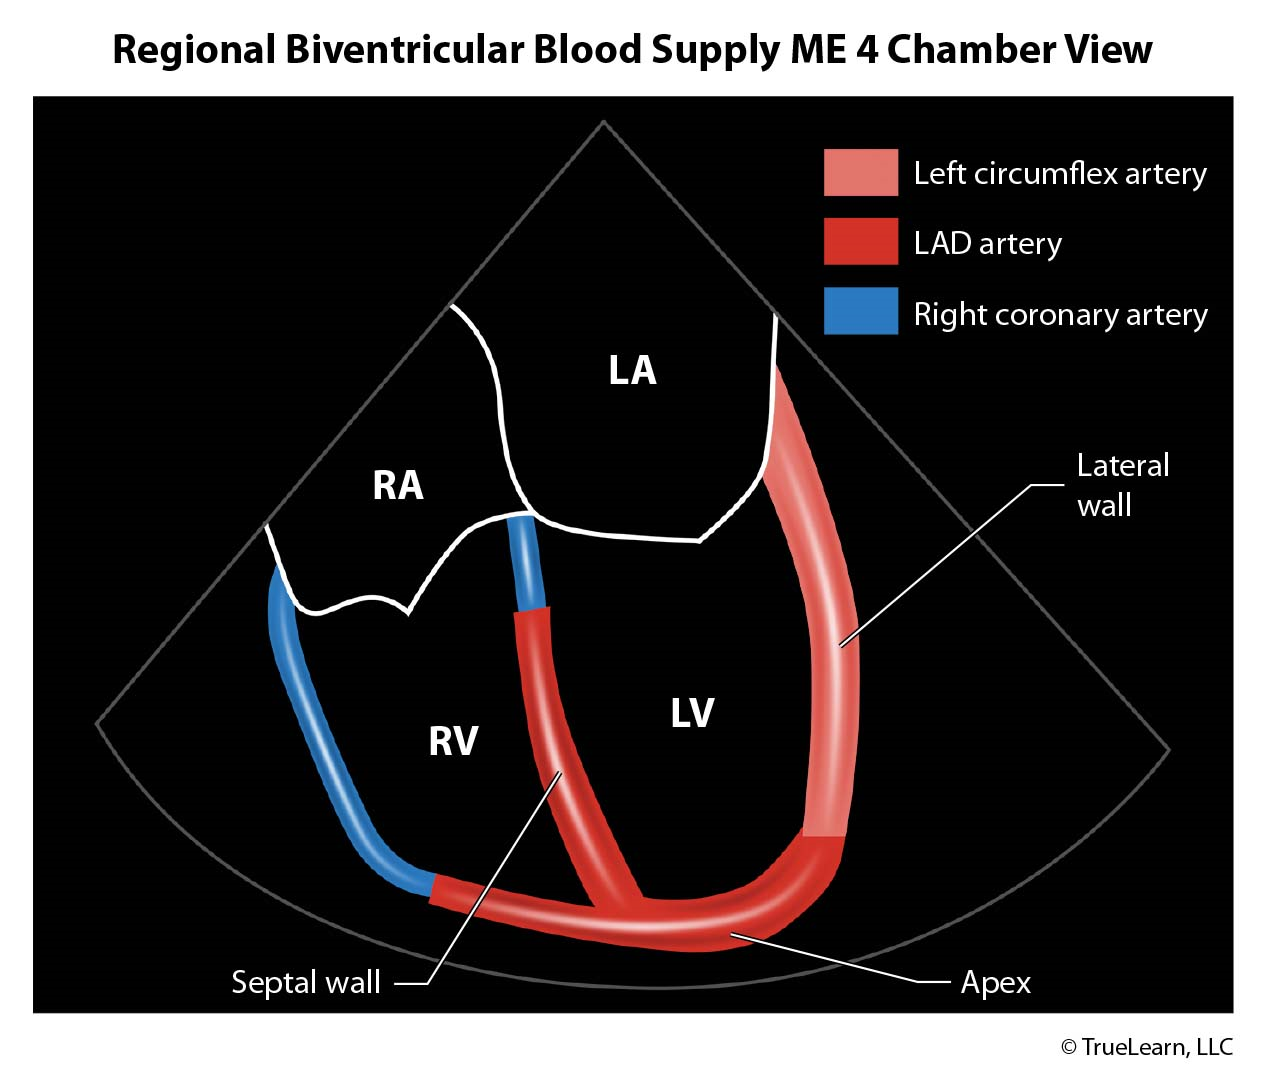 Regional Biventricular Blood Supply ME 4 Chamber View
Left circumflex artery
LAD artery
Right coronary artery
LA
RA
Lateral
wall
LV
RV
Septal wall
Apex
© TrueLearn, LLC